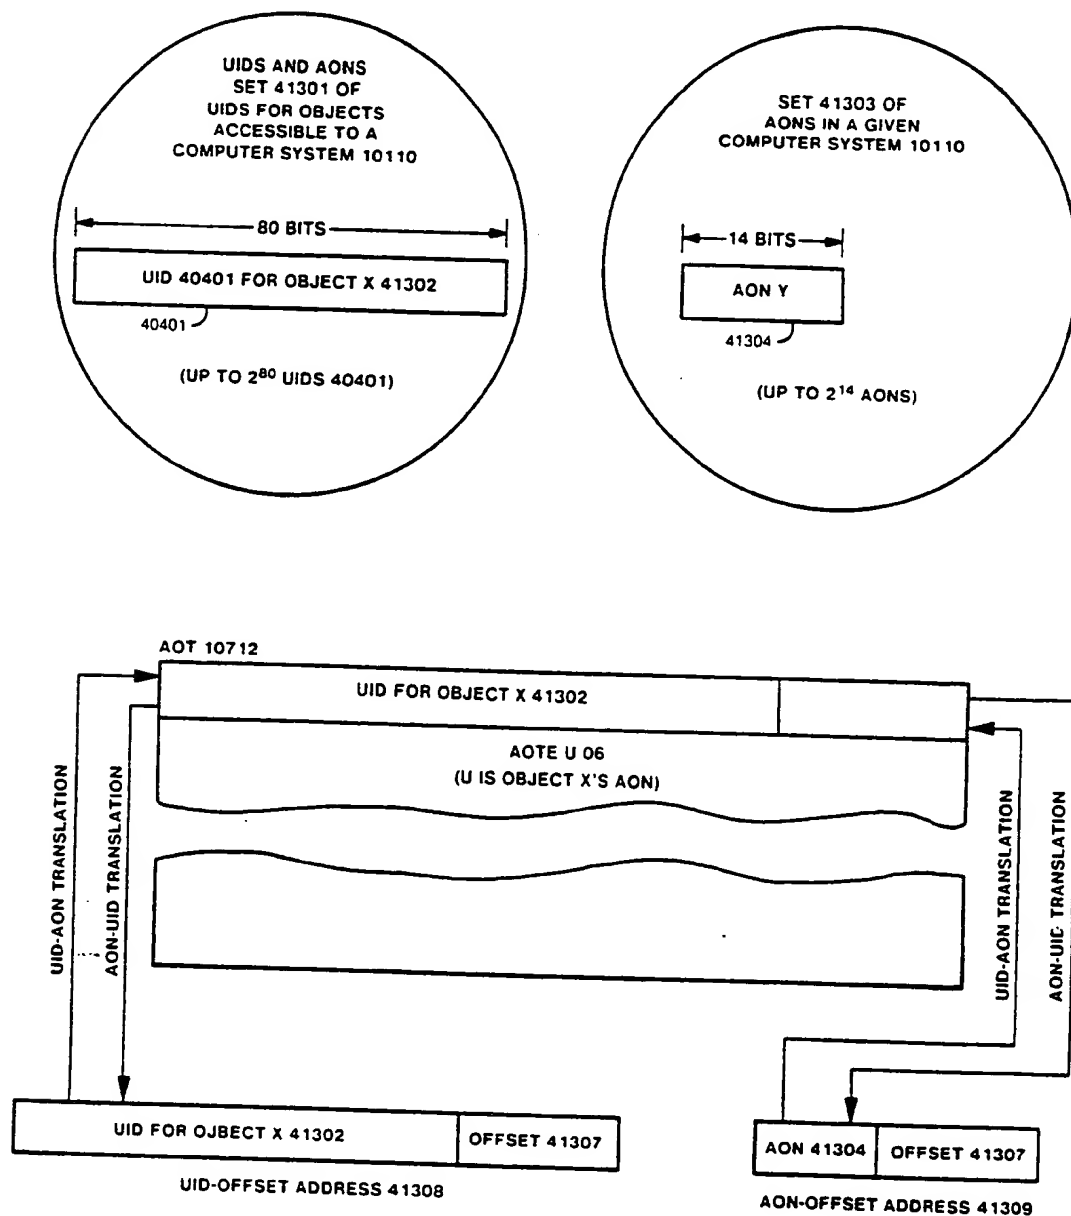 UIDS AND AONS
SET 41301 OF
UIDS FOR OBJECTS
ACCESSIBLE TO A
COMPUTER SYSTEM 10110
80 BITS
UID 40401 FOR OBJECT X 41302
40401
(UP TO 2⁸⁰ UIDS 40401)
SET 41303 OF
AONS IN A GIVEN
COMPUTER SYSTEM 10110
14 BITS
AON Y
41304
(UP TO 2¹⁴ AONS)
AOT 10712
UID FOR OBJECT X 41302
AOTE U 06
(U IS OBJECT X'S AON)
UID-AON TRANSLATION
AON-UID TRANSLATION
UID-AON TRANSLATION
AON-UID TRANSLATION
UID FOR OJBECT X 41302
OFFSET 41307
UID-OFFSET ADDRESS 41308
AON 41304
OFFSET 41307
AON-OFFSET ADDRESS 41309